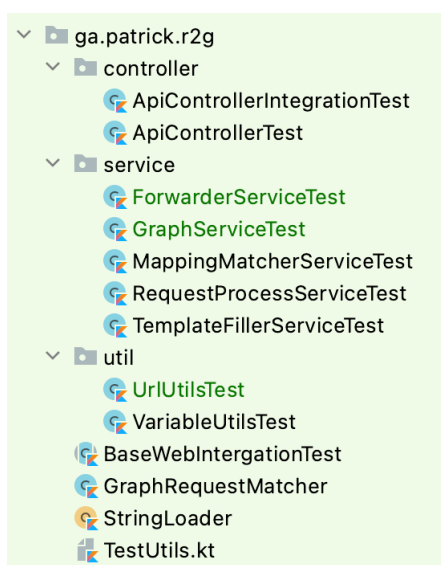 ga.patrick.r2g
controller
ApiControllerIntegrationTest
ApiControllerTest
service
ForwarderServiceTest
GraphServiceTest
MappingMatcherServiceTest
RequestProcessServiceTest
TemplateFillerServiceTest
util
UrlUtilsTest
VariableUtilsTest
BaseWebIntergationTest
GraphRequestMatcher
StringLoader
TestUtils.kt